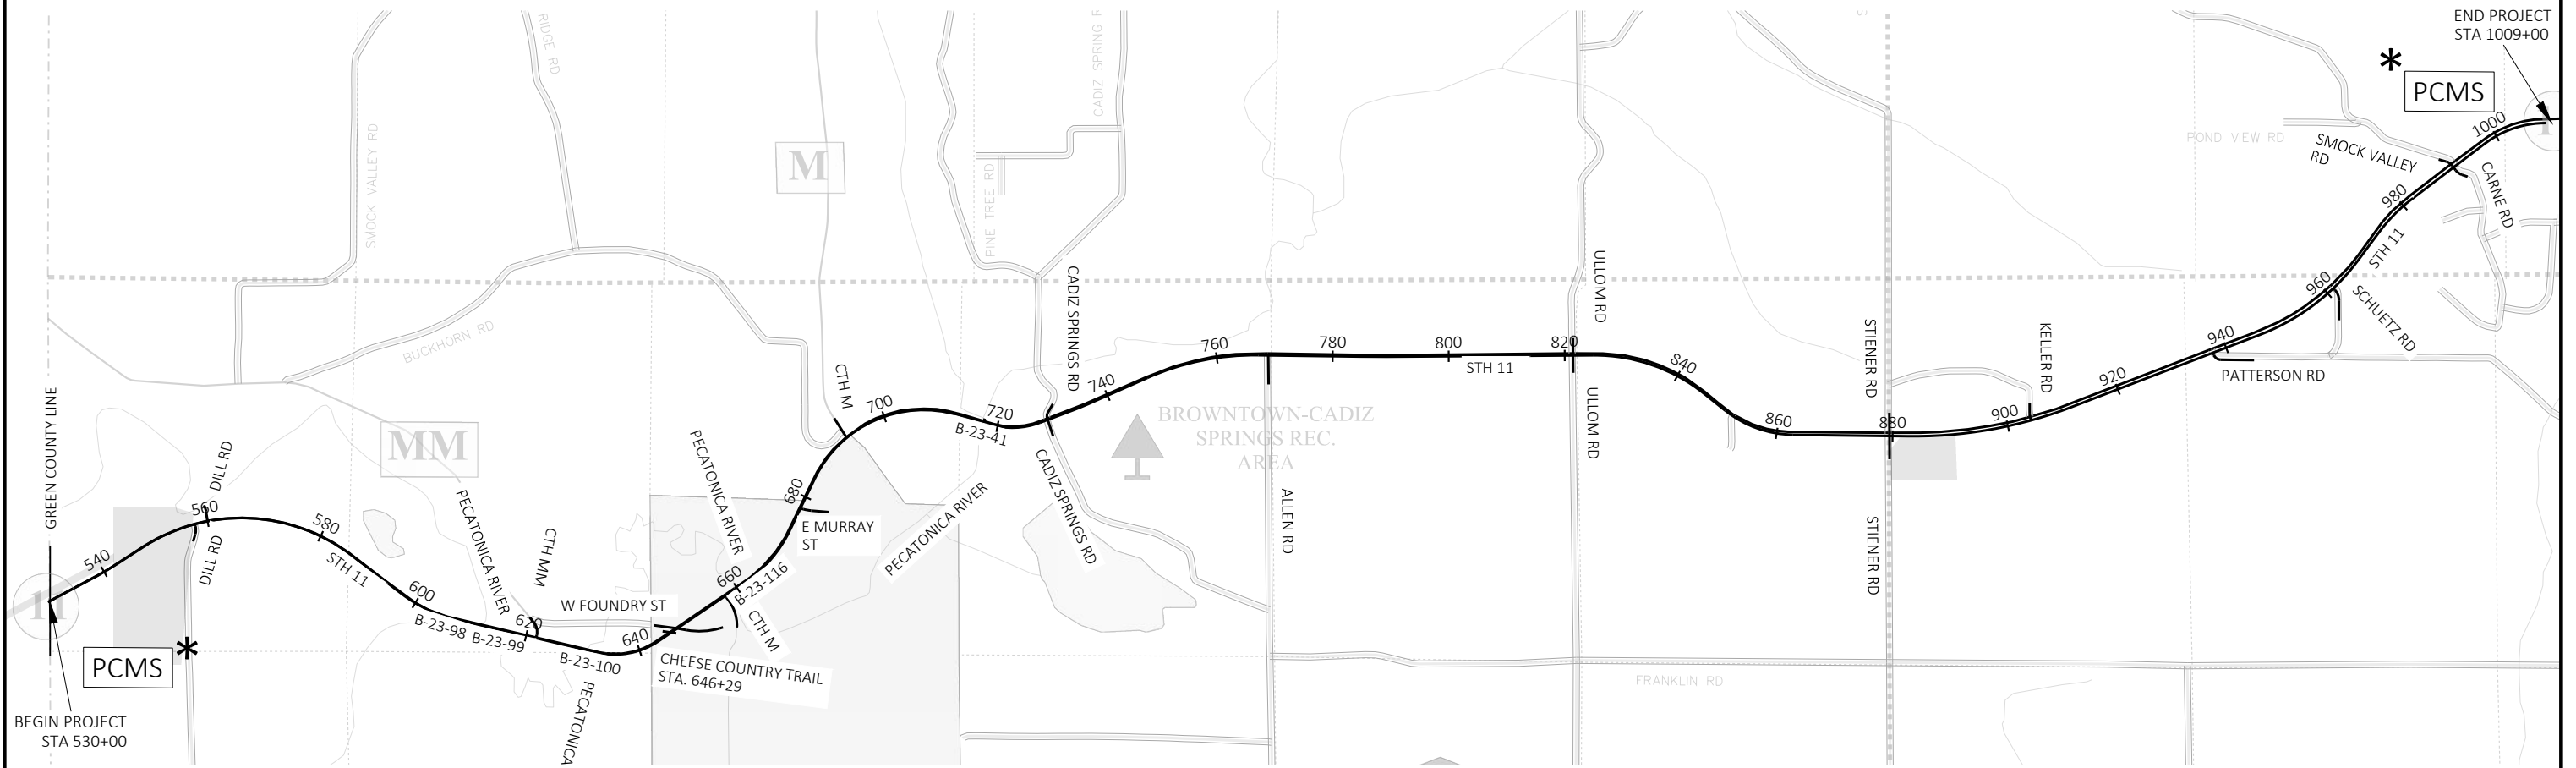 END PROJECT
STA 1009+00
PCMS
RIDGE RD
CADIZ SPRING R
SMOCK VALLEY RD
M
PINE TREE RD
POND VIEW RD
SMOCK VALLEY
RD
1000
CARNE RD
980
STH 11
960
SCHUETZ RD
940
PATTERSON RD
920
KELLER RD
900
STIENER RD
880
STIENER RD
860
840
ULLOM RD
820
ULLOM RD
STH 11
800
780
760
ALLEN RD
BROWNTOWN-CADIZ
SPRINGS REC.
AREA
CADIZ SPRINGS RD
740
720
B-23-41
CADIZ SPRINGS RD
CTH M
700
PECATONICA RIVER
680
E MURRAY
ST
PECATONICA RIVER
660
B-23-116
CTH M
BUCKHORN RD
MM
CTH MM
W FOUNDRY ST
640
CHEESE COUNTRY TRAIL
STA. 646+29
PECATONICA RIVER
620
B-23-98
B-23-99
B-23-100
PECATONICA
600
STH 11
580
DILL RD
560
DILL RD
540
GREEN COUNTY LINE
11
PCMS
BEGIN PROJECT
STA 530+00
FRANKLIN RD